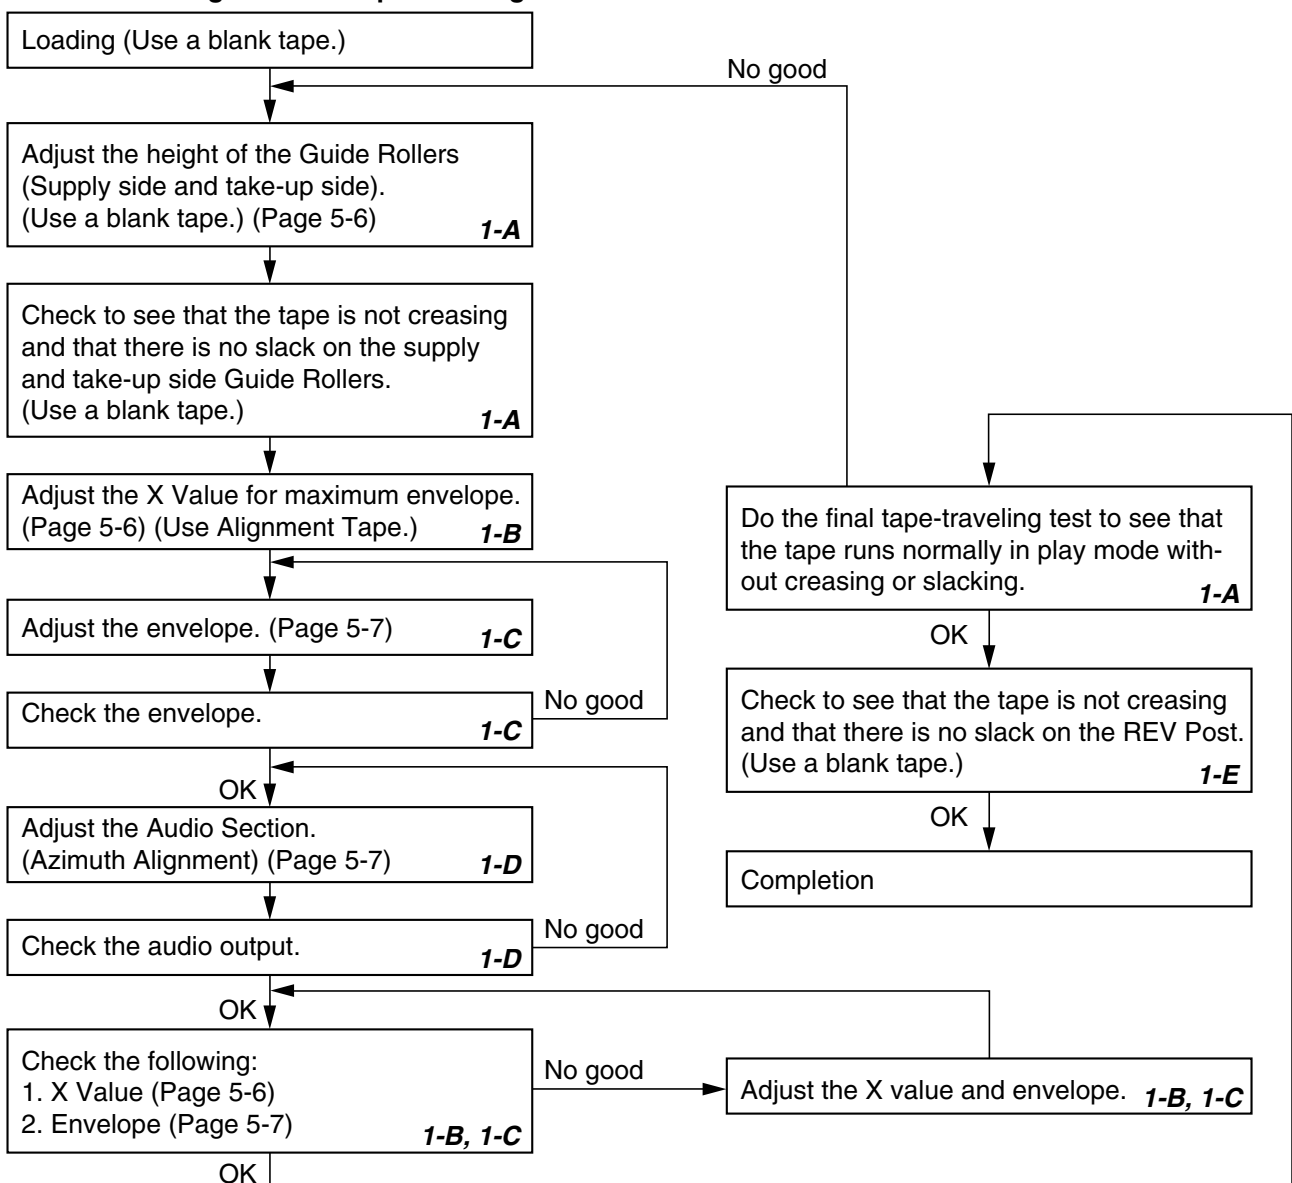 Loading (Use a blank tape.)
No good
Adjust the height of the Guide Rollers
(Supply side and take-up side).
(Use a blank tape.) (Page 5-6)
1-A
Check to see that the tape is not creasing
and that there is no slack on the supply
and take-up side Guide Rollers.
(Use a blank tape.)
1-A
Adjust the X Value for maximum envelope.
(Page 5-6) (Use Alignment Tape.)
1-B
Adjust the envelope. (Page 5-7)
1-C
Check the envelope.
1-C
No good
OK
Adjust the Audio Section.
(Azimuth Alignment) (Page 5-7)
1-D
Check the audio output.
1-D
No good
OK
Check the following:
1. X Value (Page 5-6)
2. Envelope (Page 5-7)
1-B, 1-C
No good
Adjust the X value and envelope.
1-B, 1-C
OK
Do the final tape-traveling test to see that
the tape runs normally in play mode with-
out creasing or slacking.
1-A
OK
Check to see that the tape is not creasing
and that there is no slack on the REV Post.
(Use a blank tape.)
1-E
OK
Completion